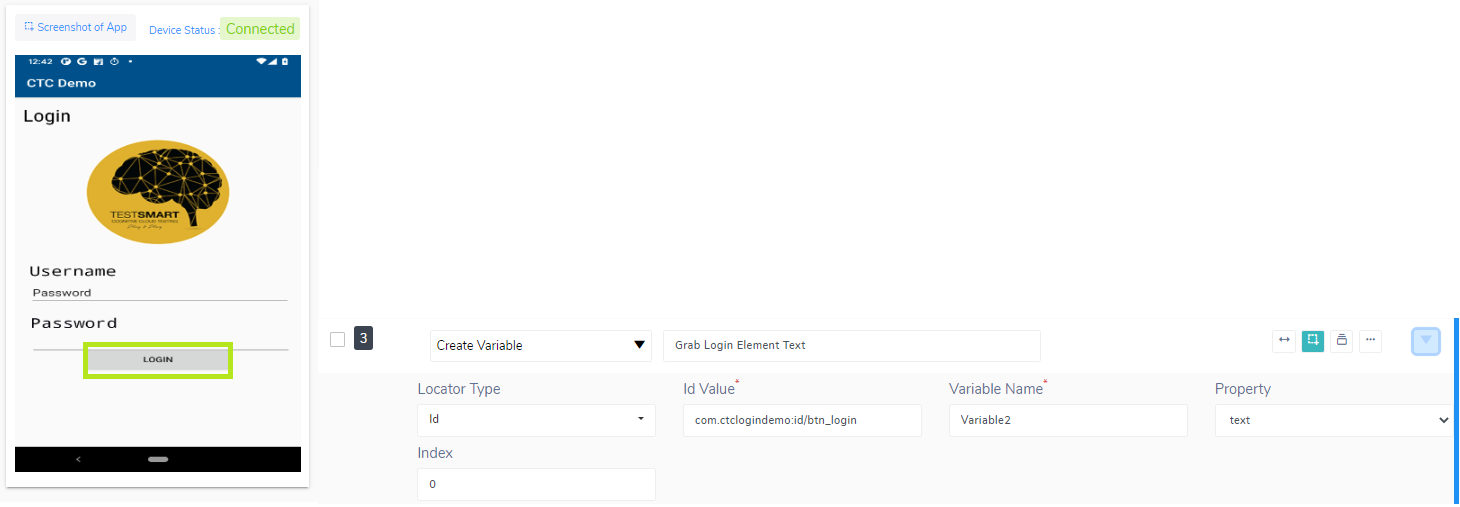 Screenshot of App
Device Status : Connected
12:42
CTC Demo
Login
TESTSMART
COGNITIVE CLOUD TESTING
Username
Password
Password
LOGIN
3
Create Variable
Grab Login Element Text
Locator Type
Id Value*
Variable Name*
Property
Id
com.ctclogindemo:id/btn_login
Variable2
text
Index
0